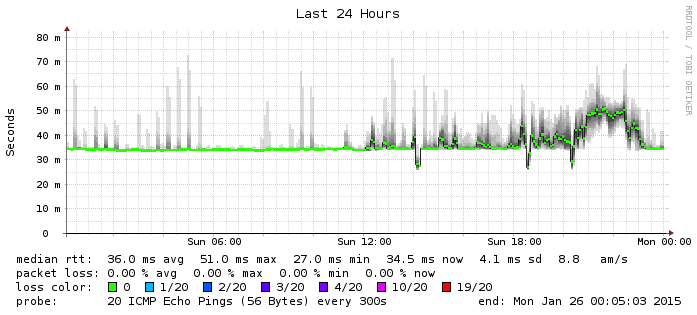 Last 24 Hours
RRDTOOL / TOBI OETIKER
Seconds
80 m
70 m
60 m
50 m
40 m
30 m
20 m
10 m
0
Sun 06:00 Sun 12:00 Sun 18:00 Mon 00:00
median rtt: 36.0 ms avg 51.0 ms max 27.0 ms min 34.5 ms now 4.1 ms sd 8.8 am/s
packet loss: 0.00 % avg 0.00 % max 0.00 % min 0.00 % now
loss color: 0 1/20 2/20 3/20 4/20 10/20 19/20
probe: 20 ICMP Echo Pings (56 Bytes) every 300s end: Mon Jan 26 00:05:03 2015